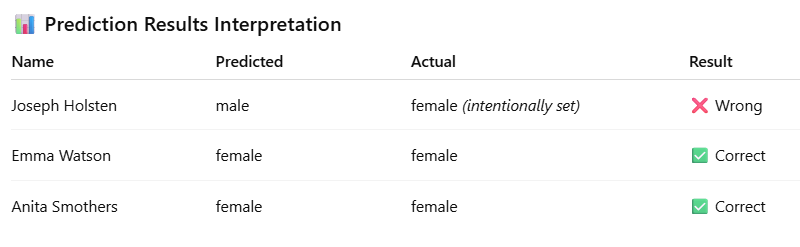 📊 Prediction Results Interpretation
Name Predicted Actual Result
Joseph Holsten male female (intentionally set) ❌ Wrong
Emma Watson female female ✅ Correct
Anita Smothers female female ✅ Correct